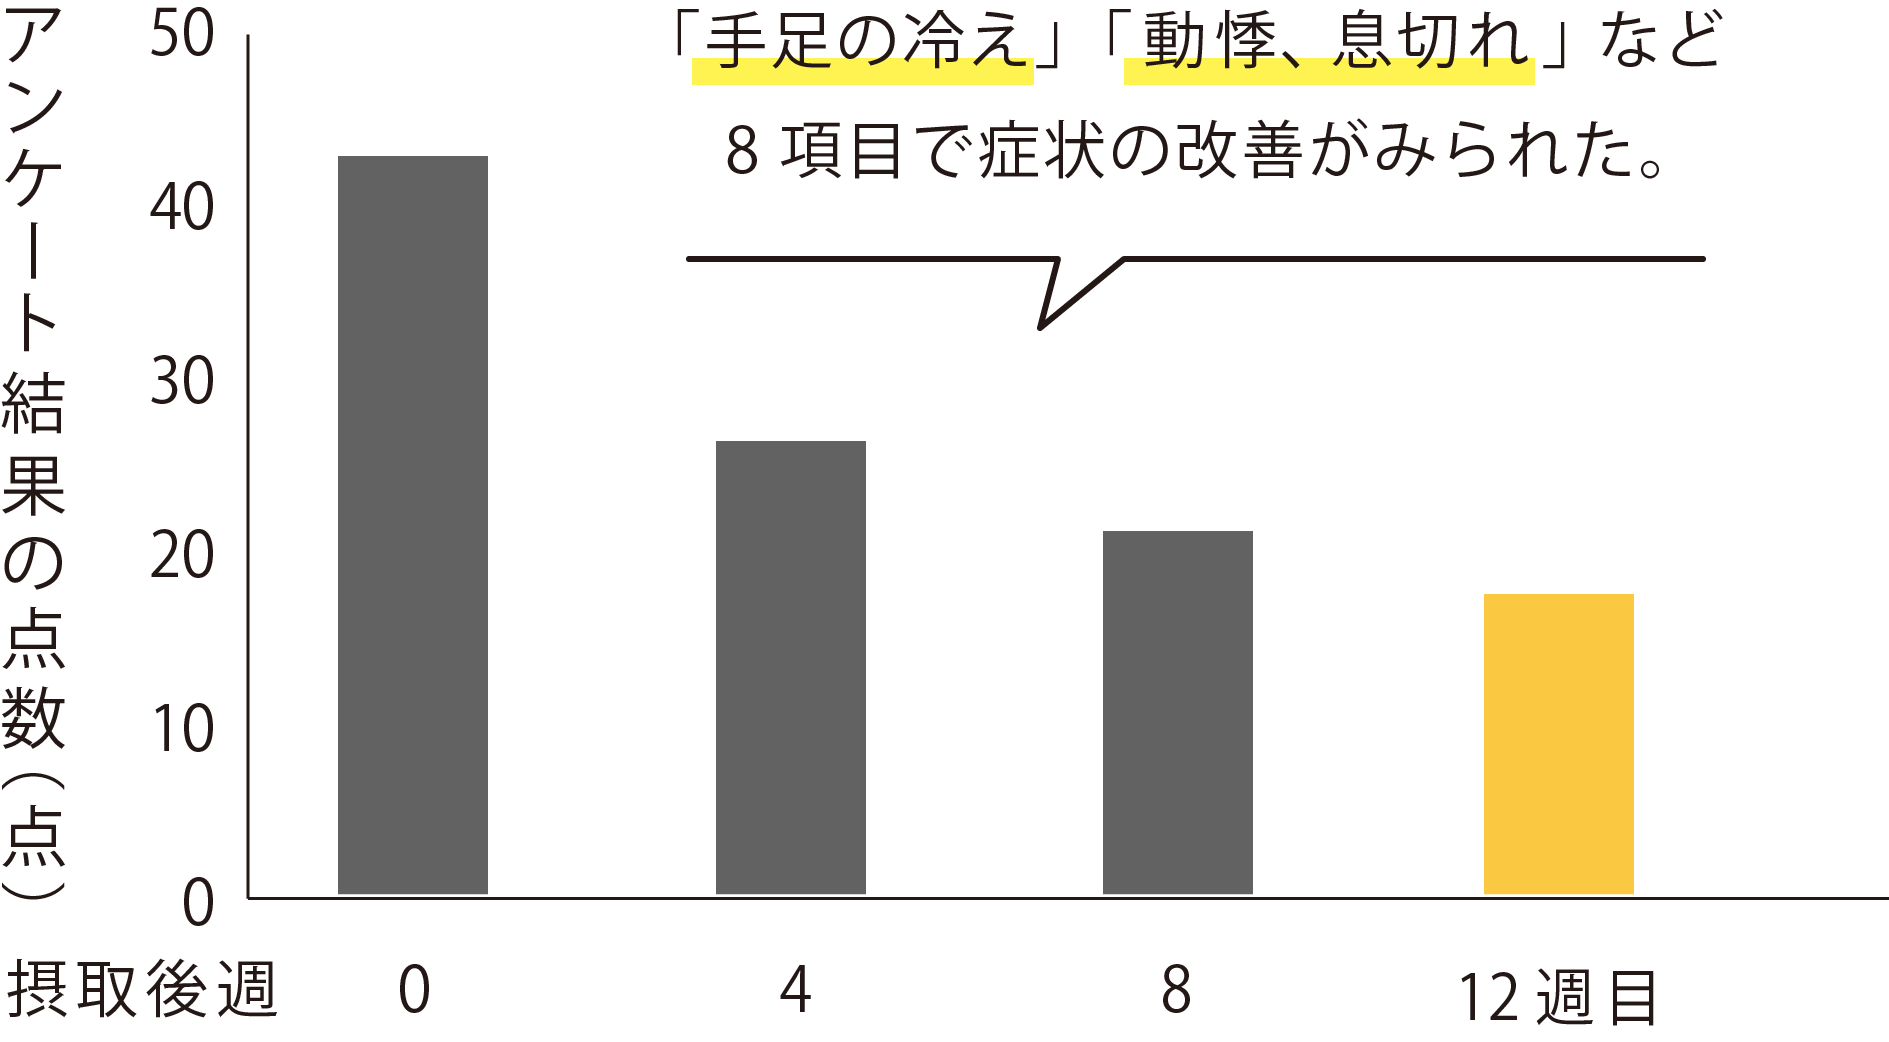 「手足の冷え」「動悸、息切れ」など
8 項目で症状の改善がみられた。
アンケート結果の点数（点）
50
40
30
20
10
0
摂取後週 0 4 8 12 週目